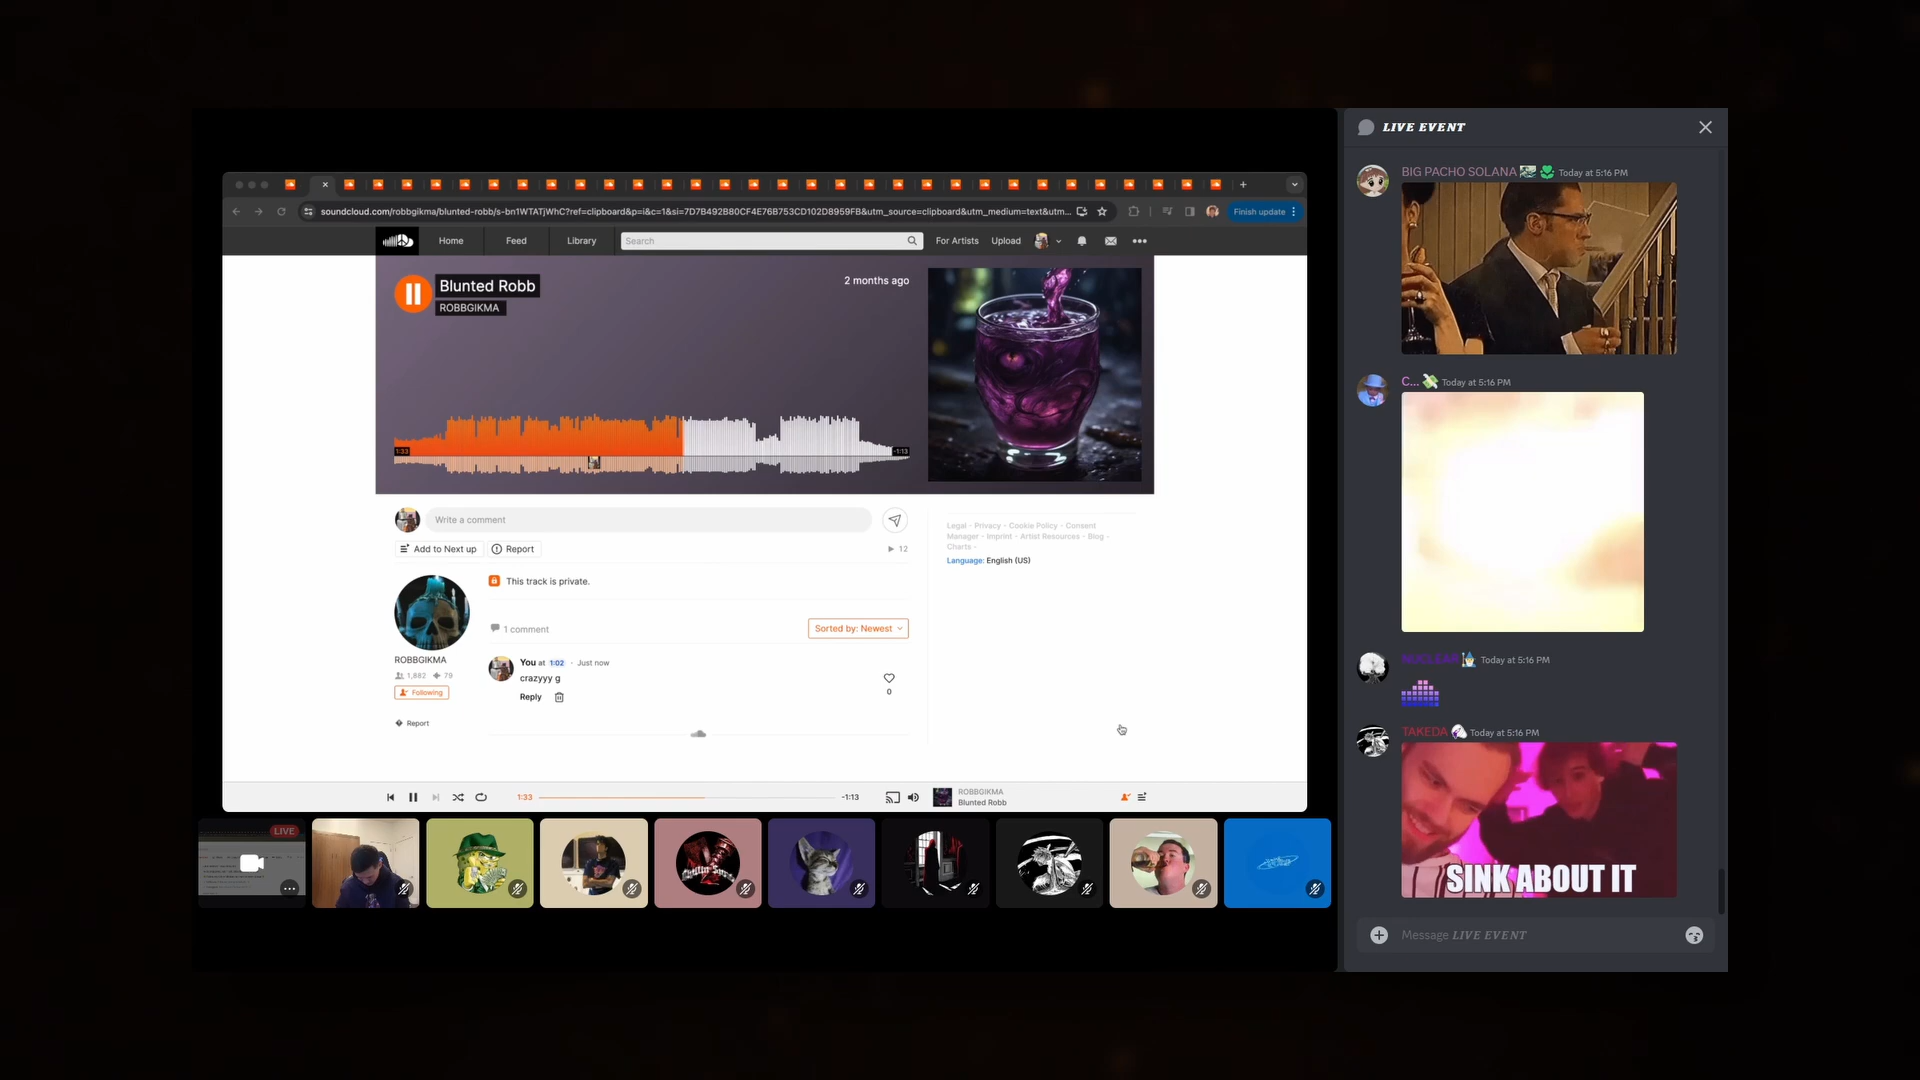 soundcloud.com/robbgikma/blunted-robb/s-bn1WTATjWhC?ref=clipboard&p=i&c=1&si=7D7B492B80CF4E76B753CD102D8959FB&utm_source=clipboard&utm_medium=text&utm...
Finish update
Home
Feed
Library
Search
For Artists
Upload
Blunted Robb
ROBBGIKMA
2 months ago
1:33
-1:13
Write a comment
Add to Next up
Report
12
Legal - Privacy - Cookie Policy - Consent
Manager - Imprint - Artist Resources - Blog -
Charts -
Language: English (US)
This track is private.
1 comment
Sorted by: Newest
ROBBGIKMA
1,882
79
Following
Report
You at 1:02 · Just now
crazyyy g
Reply
0
1:33
-1:13
ROBBGIKMA
Blunted Robb
LIVE
LIVE EVENT
BIG PACHO SOLANA Today at 5:16 PM
C... Today at 5:16 PM
NUCLEAR Today at 5:16 PM
TAKEDA Today at 5:16 PM
SINK ABOUT IT
Message LIVE EVENT